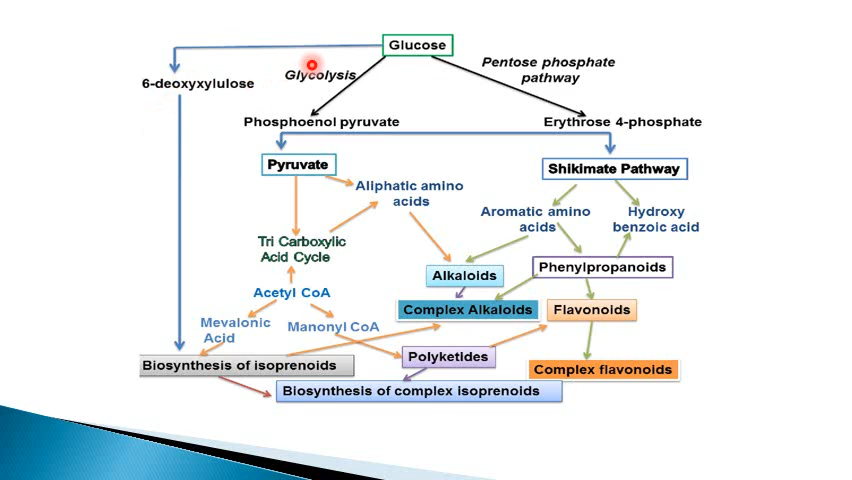 Glucose
Glycolysis
Pentose phosphate
pathway
6-deoxyxylulose
Phosphoenol pyruvate
Erythrose 4-phosphate
Pyruvate
Shikimate Pathway
Aliphatic amino
acids
Aromatic amino
acids
Hydroxy
benzoic acid
Tri Carboxylic
Acid Cycle
Alkaloids
Phenylpropanoids
Acetyl CoA
Complex Alkaloids
Flavonoids
Mevalonic
Acid
Manonyl CoA
Biosynthesis of isoprenoids
Polyketides
Complex flavonoids
Biosynthesis of complex isoprenoids